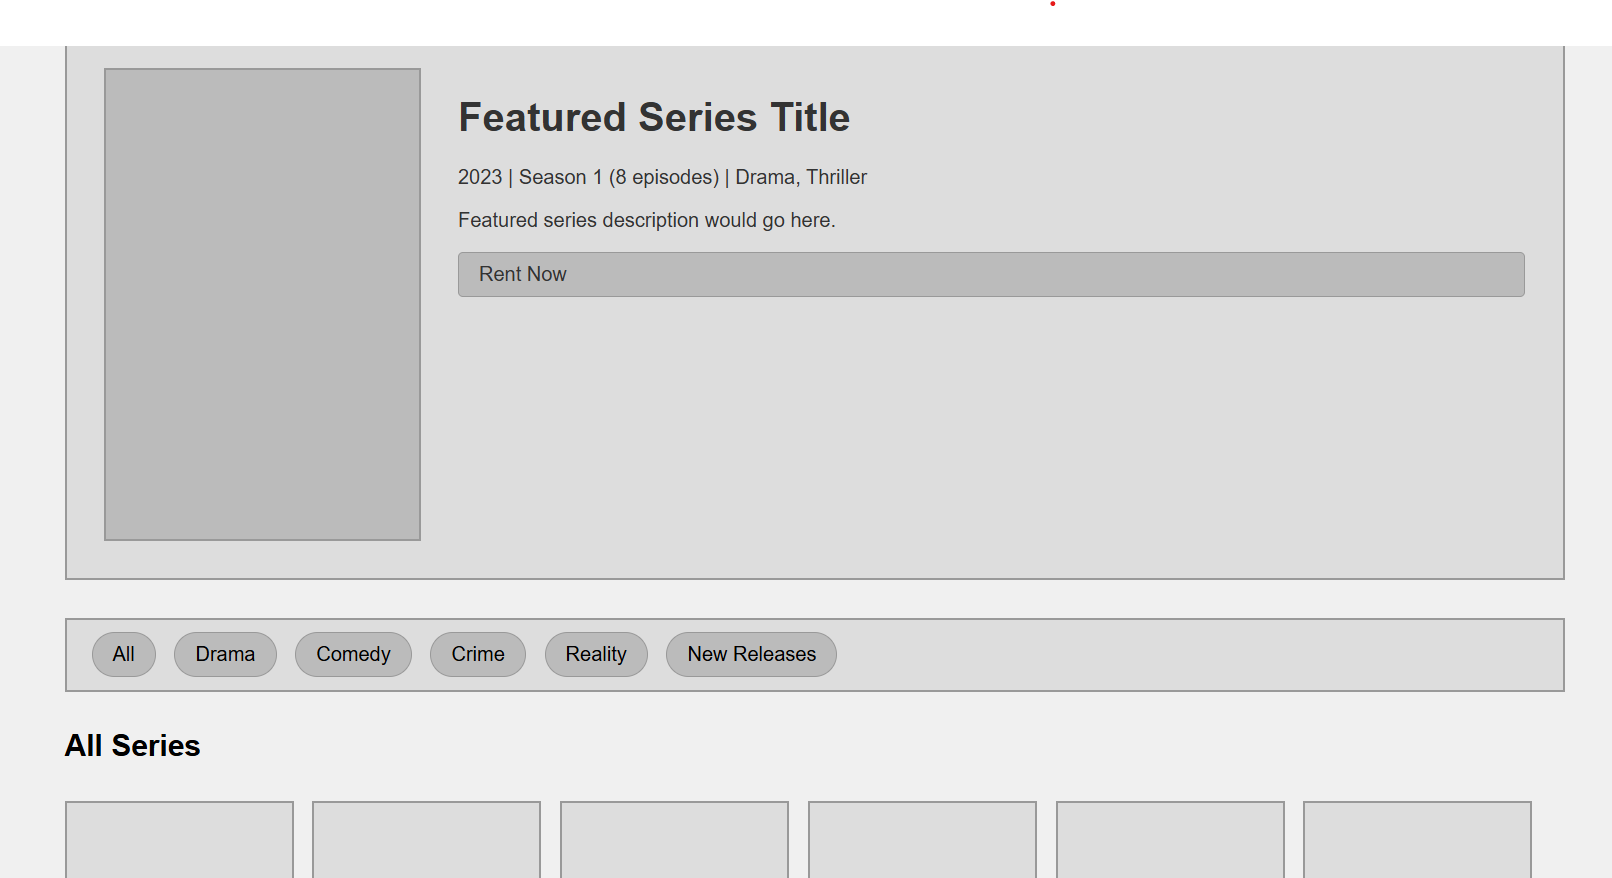 Featured Series Title
2023 | Season 1 (8 episodes) | Drama, Thriller
Featured series description would go here.
Rent Now
All Drama Comedy Crime Reality New Releases
All Series